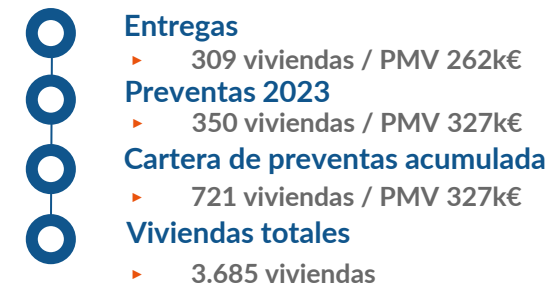 Entregas
▸ 309 viviendas / PMV 262k€
Preventas 2023
▸ 350 viviendas / PMV 327k€
Cartera de preventas acumulada
▸ 721 viviendas / PMV 327k€
Viviendas totales
▸ 3.685 viviendas